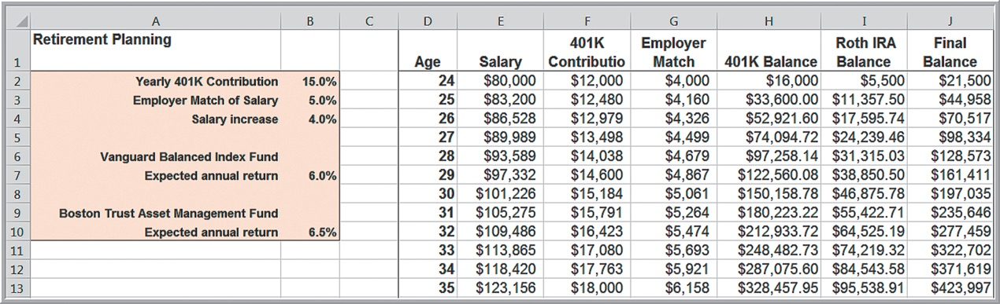 A B C D E F G H I J
1 Retirement Planning Age Salary 401K Contributio Employer Match 401K Balance Roth IRA Balance Final Balance
2 Yearly 401K Contribution 15.0% 24 $80,000 $12,000 $4,000 $16,000 $5,500 $21,500
3 Employer Match of Salary 5.0% 25 $83,200 $12,480 $4,160 $33,600.00 $11,357.50 $44,958
4 Salary increase 4.0% 26 $86,528 $12,979 $4,326 $52,921.60 $17,595.74 $70,517
5 27 $89,989 $13,498 $4,499 $74,094.72 $24,239.46 $98,334
6 Vanguard Balanced Index Fund 28 $93,589 $14,038 $4,679 $97,258.14 $31,315.03 $128,573
7 Expected annual return 6.0% 29 $97,332 $14,600 $4,867 $122,560.08 $38,850.50 $161,411
8 30 $101,226 $15,184 $5,061 $150,158.78 $46,875.78 $197,035
9 Boston Trust Asset Management Fund 31 $105,275 $15,791 $5,264 $180,223.22 $55,422.71 $235,646
10 Expected annual return 6.5% 32 $109,486 $16,423 $5,474 $212,933.72 $64,525.19 $277,459
11 33 $113,865 $17,080 $5,693 $248,482.73 $74,219.32 $322,702
12 34 $118,420 $17,763 $5,921 $287,075.60 $84,543.58 $371,619
13 35 $123,156 $18,000 $6,158 $328,457.95 $95,538.91 $423,997